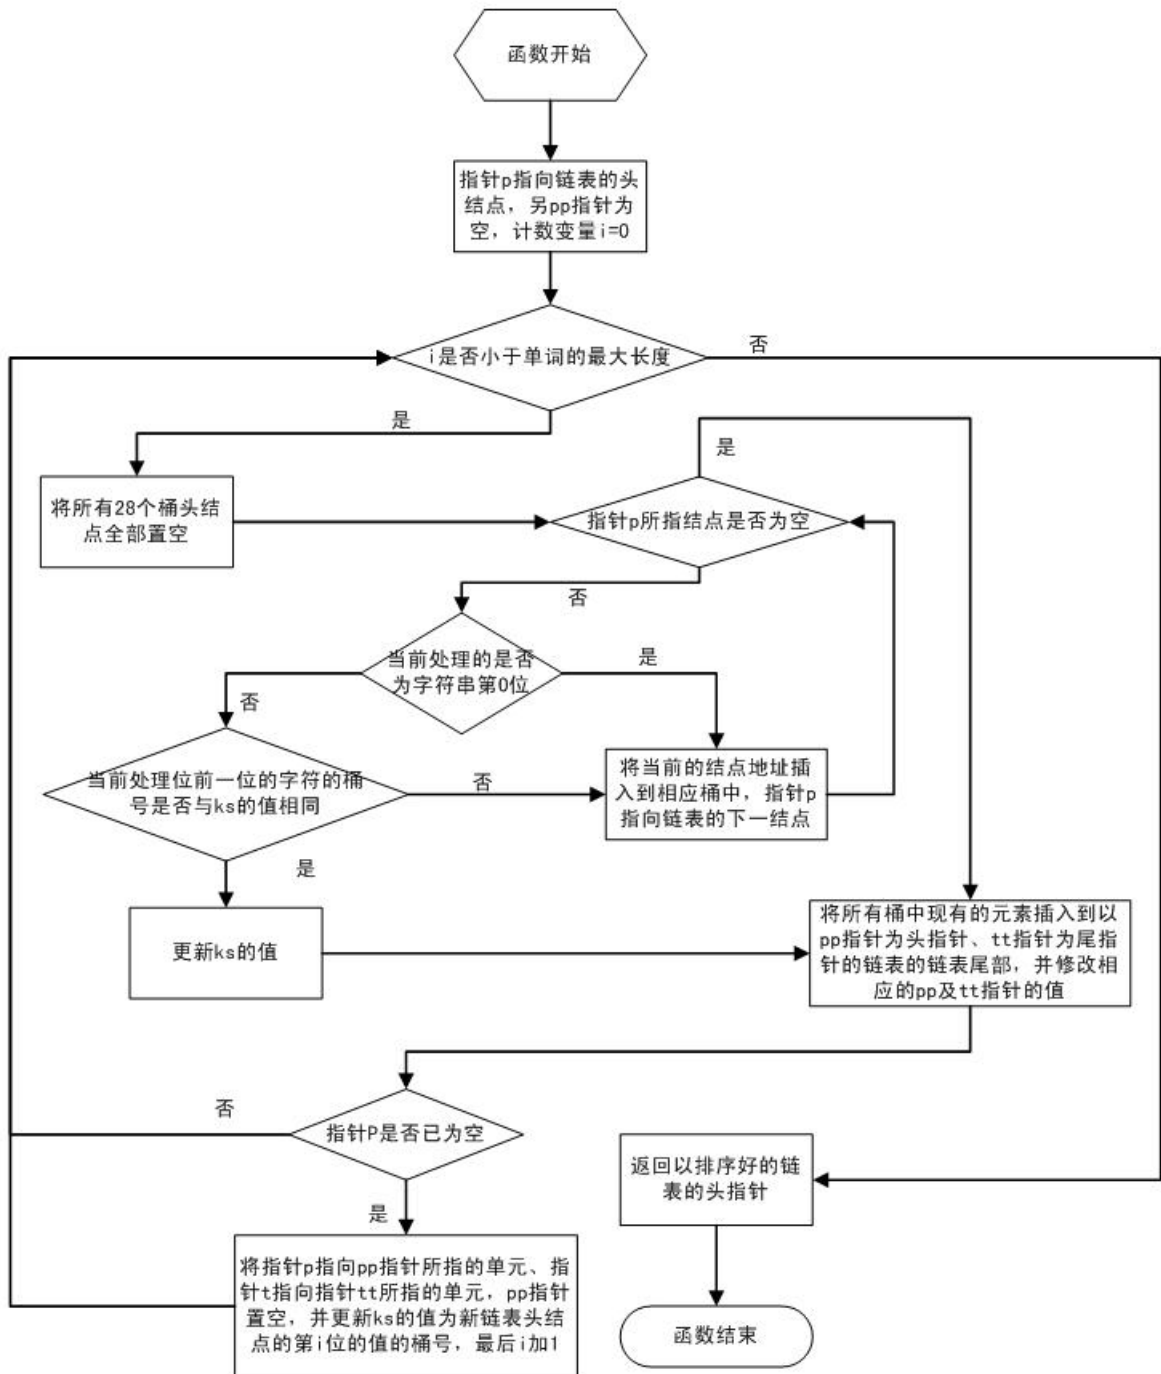 函数开始
指针p指向链表的头
结点，另pp指针为
空，计数变量i=0
i是否小于单词的最大长度
否
是
是
将所有28个桶头结
点全部置空
指针p所指结点是否为空
否
当前处理的是否
为字符串第0位
是
否
当前处理位前一位的字符的桶
号是否与ks的值相同
否
将当前的结点地址插
入到相应桶中，指针p
指向链表的下一结点
是
更新ks的值
将所有桶中现有的元素插入到以
pp指针为头指针、tt指针为尾
指针的链表的链表尾部，并修改相
应的pp及tt指针的值
否
指针P是否已为空
返回以排序好的链
表的头指针
是
将指针p指向pp指针所指的单元、指
针t指向指针tt所指的单元，pp指针
置空，并更新ks的值为新链表头结
点的第i位的值的桶号，最后i加1
函数结束